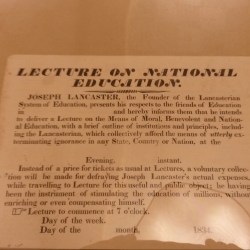 LECTURE ON NATIONAL
EDUCATION.
JOSEPH LANCASTER, the Founder of the Lancasterian
System of Education, presents his respects to the friends of Education
in and hereby informs them that he intends
to deliver a Lecture on the Means of Moral, Benevolent and Nation-
al Education, with a brief outline of institutions and principles, includ-
ing the Lancasterian, which collectively afford means of utterly ex-
terminating ignorance in any State, Country or Nation, at the
Evening, instant.
Instead of a price for tickets as usual at Lectures, a voluntary collec-
tion will be made for defraying Joseph Lancaster's actual expenses,
while travelling to Lecture for this useful and public object; he having
been the instrument of stimulating the education of millions, without
enriching or even compensating himself.
☞ Lecture to commence at 7 o'clock.
Day of the week.
Day of the month, 183